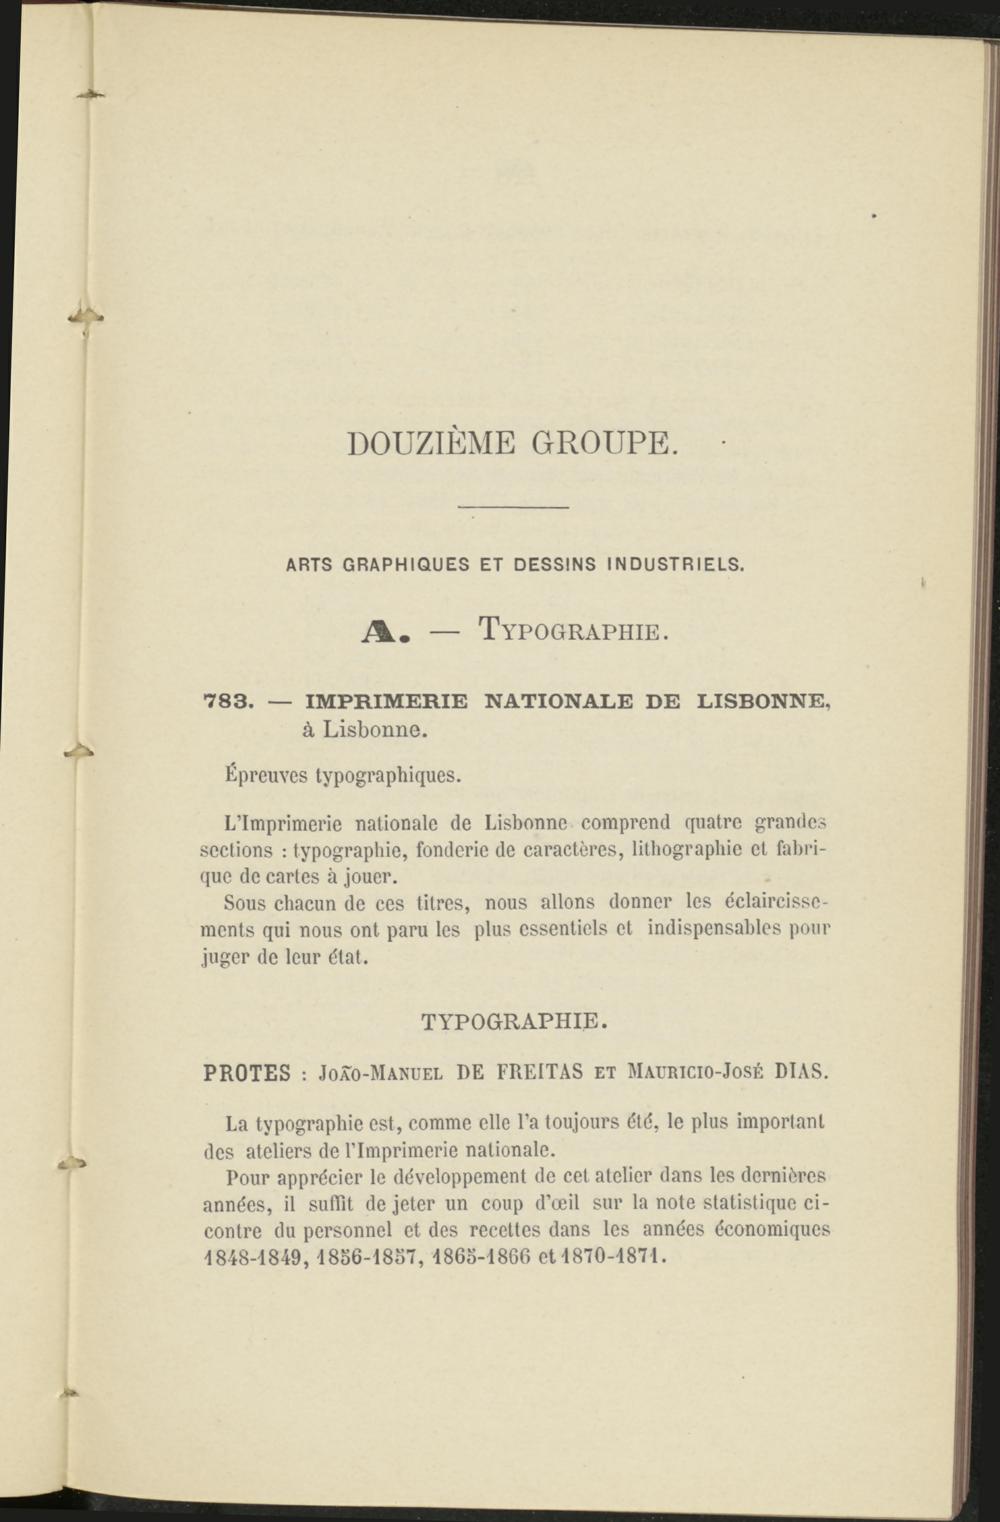 DOUZIÈME GROUPE.
ARTS GRAPHIQUES ET DESSINS INDUSTRIELS.
A. — TYPOGRAPHIE.
783. — IMPRIMERIE NATIONALE DE LISBONNE,
à Lisbonne.
Épreuves typographiques.
L'Imprimerie nationale de Lisbonne comprend quatre grandes
sections : typographie, fonderie de caractères, lithographie et fabri-
que de cartes à jouer.
Sous chacun de ces titres, nous allons donner les éclaircisse-
ments qui nous ont paru les plus essentiels et indispensables pour
juger de leur état.
TYPOGRAPHIE.
PROTES : JOÃO-MANUEL DE FREITAS ET MAURICIO-JOSÉ DIAS.
La typographie est, comme elle l'a toujours été, le plus important
des ateliers de l'Imprimerie nationale.
Pour apprécier le développement de cet atelier dans les dernières
années, il suffit de jeter un coup d'œil sur la note statistique ci-
contre du personnel et des recettes dans les années économiques
1848-1849, 1856-1857, 1865-1866 et 1870-1871.